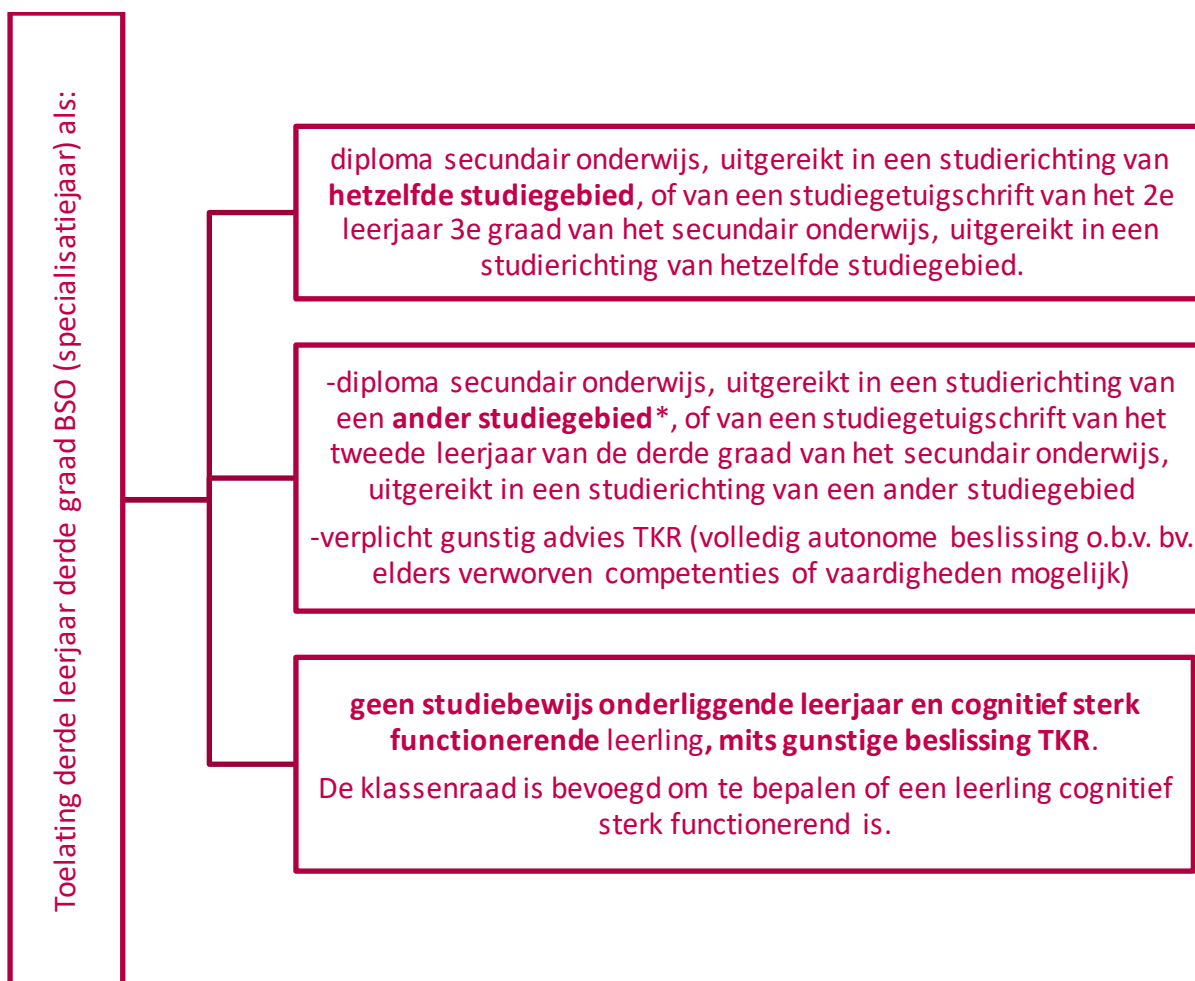 Toelating derde leerjaar derde graad BSO (specialisatiejaar) als:
diploma secundair onderwijs, uitgereikt in een studierichting van
hetzelfde studiegebied, of van een studiegetuigschrift van het 2e
leerjaar 3e graad van het secundair onderwijs, uitgereikt in een
studierichting van hetzelfde studiegebied.
-diploma secundair onderwijs, uitgereikt in een studierichting van
een ander studiegebied*, of van een studiegetuigschrift van het
tweede leerjaar van de derde graad van het secundair onderwijs,
uitgereikt in een studierichting van een ander studiegebied
-verplicht gunstig advies TKR (volledig autonome beslissing o.b.v. bv.
elders verworven competenties of vaardigheden mogelijk)
geen studiebewijs onderliggende leerjaar en cognitief sterk
functionerende leerling, mits gunstige beslissing TKR.
De klassenraad is bevoegd om te bepalen of een leerling cognitief
sterk functionerend is.